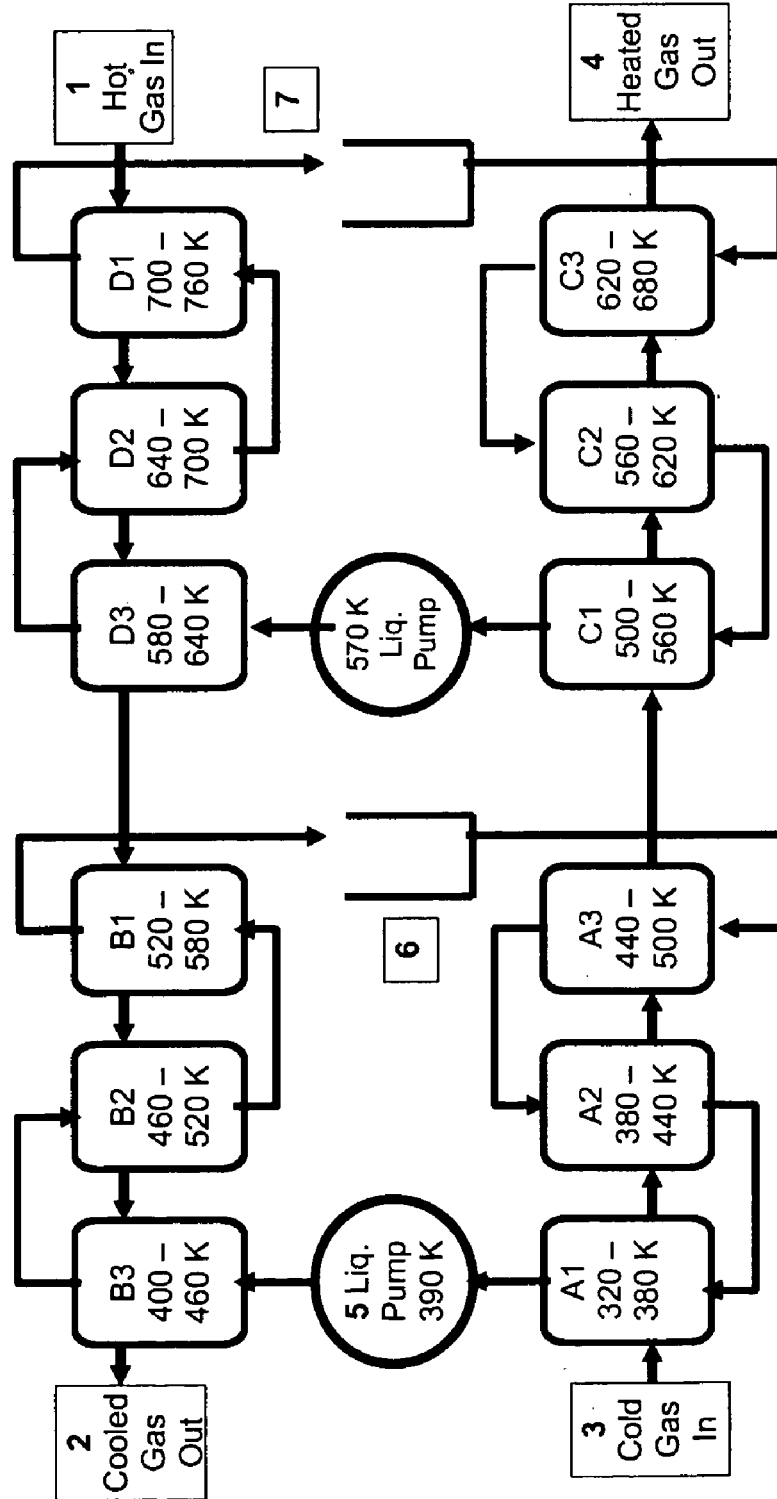 1
Hot
Gas In
D1
700 –
760 K
D2
640 –
700 K
D3
580 –
640 K
B1
520 –
580 K
B2
460 –
520 K
B3
400 –
460 K
2
Cooled
Gas
Out
7
570 K
Liq.
Pump
6
5 Liq.
Pump
390 K
3
Cold
Gas
In
A1
320 –
380 K
A2
380 –
440 K
A3
440 –
500 K
C1
500 –
560 K
C2
560 –
620 K
C3
620 –
680 K
4
Heated
Gas
Out